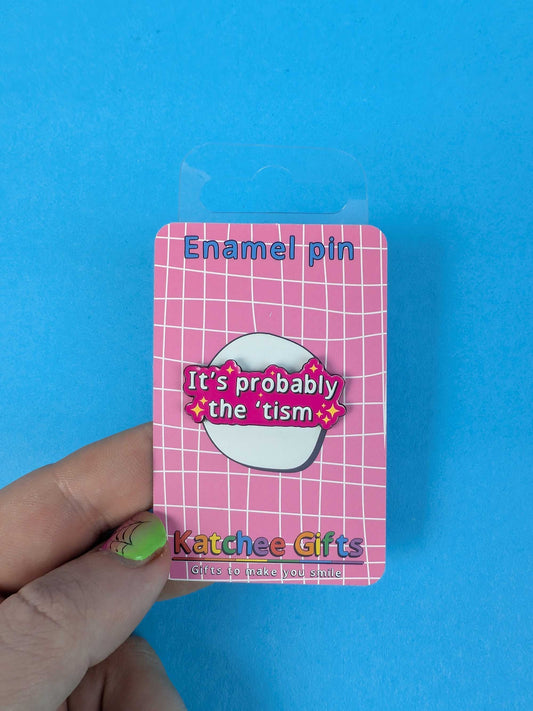 Enamel pin
It's probably
the ‘tism
Katchee Gifts
Gifts to make you smile